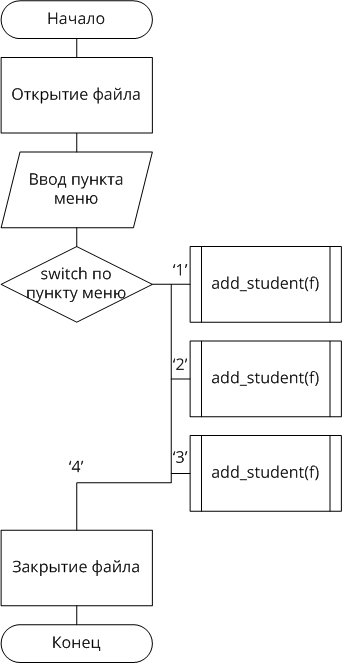 Начало
Открытие файла
Ввод пункта
меню
switch по
пункту меню
‘1’
add_student(f)
‘2’
add_student(f)
‘3’
add_student(f)
‘4’
Закрытие файла
Конец